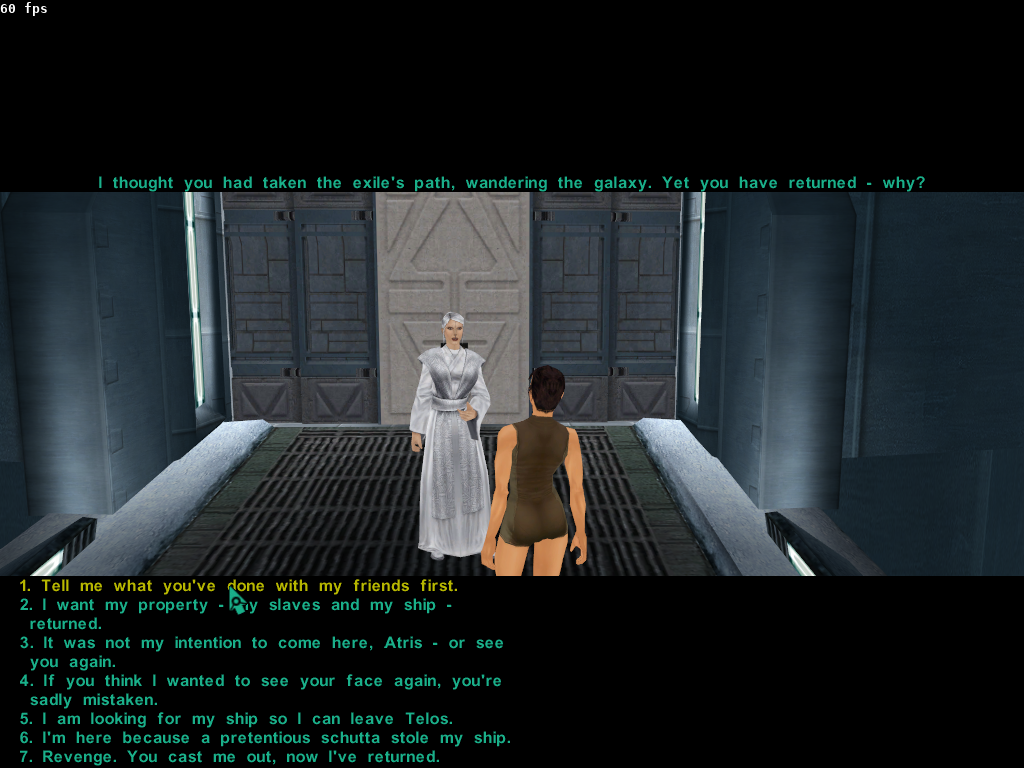 60 fps
I thought you had taken the exile's path, wandering the galaxy. Yet you have returned - why?
1. Tell me what you've done with my friends first.
2. I want my property - my slaves and my ship -
returned.
3. It was not my intention to come here, Atris - or see
you again.
4. If you think I wanted to see your face again, you're
sadly mistaken.
5. I am looking for my ship so I can leave Telos.
6. I'm here because a pretentious schutta stole my ship.
7. Revenge. You cast me out, now I've returned.